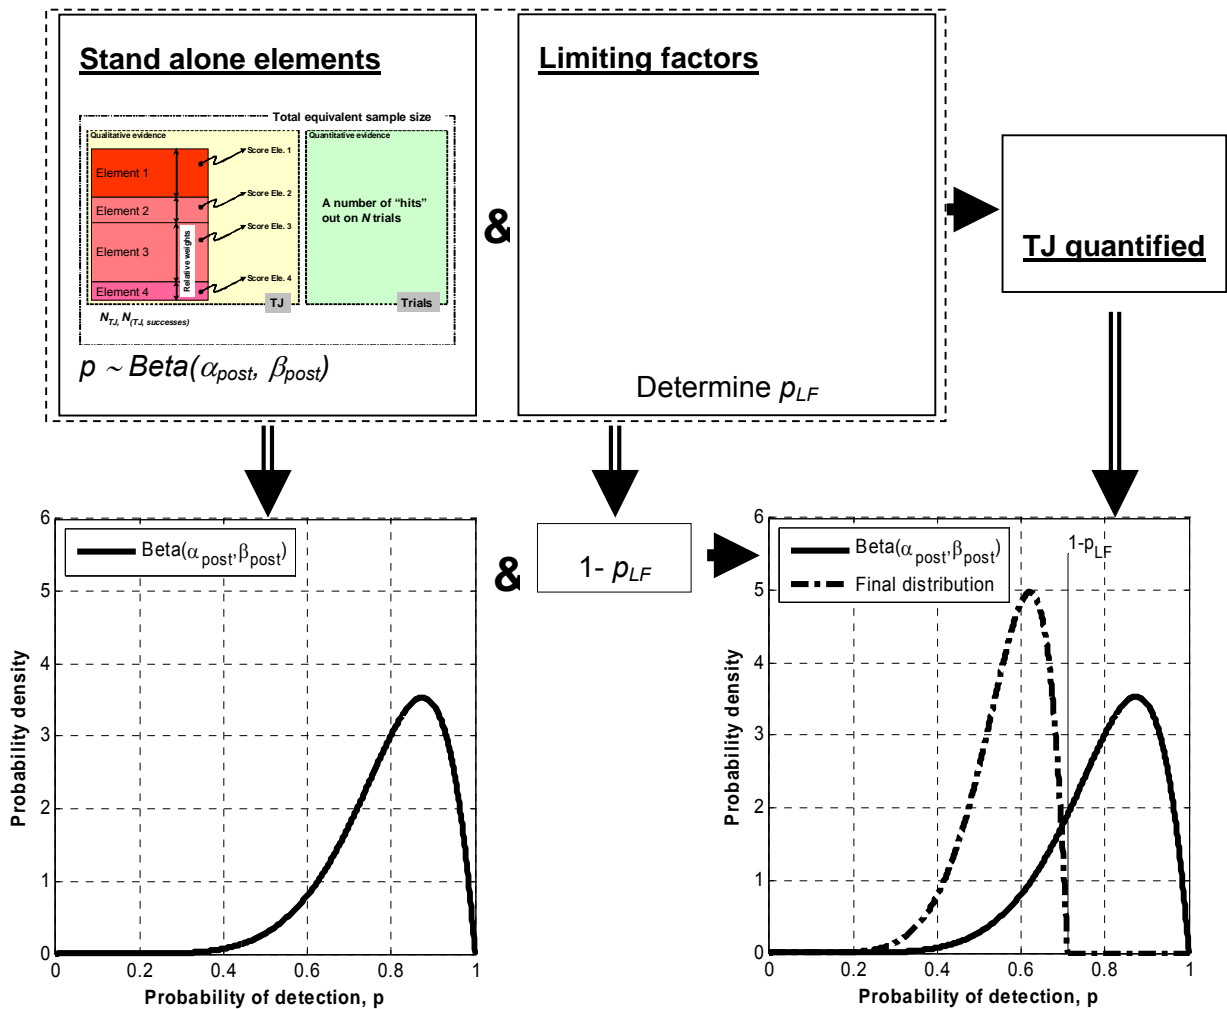 Stand alone elements
Total equivalent sample size
Qualitative evidence
Element 1
Element 2
Element 3
Element 4
Relative weights
Score Ele. 1
Score Ele. 2
Score Ele. 3
Score Ele. 4
TJ
Quantitative evidence
A number of “hits”
out on N trials
Trials
N_TJ, N_(TJ, successes)
p ~ Beta(α_post, β_post)
&
Limiting factors
Determine p_LF
TJ quantified
6
5
4
3
2
1
0
Probability density
Beta(α_post,β_post)
0 0.2 0.4 0.6 0.8 1
Probability of detection, p
&
1- p_LF
6
5
4
3
2
1
0
Probability density
Beta(α_post,β_post)
Final distribution
1-p_LF
0 0.2 0.4 0.6 0.8 1
Probability of detection, p